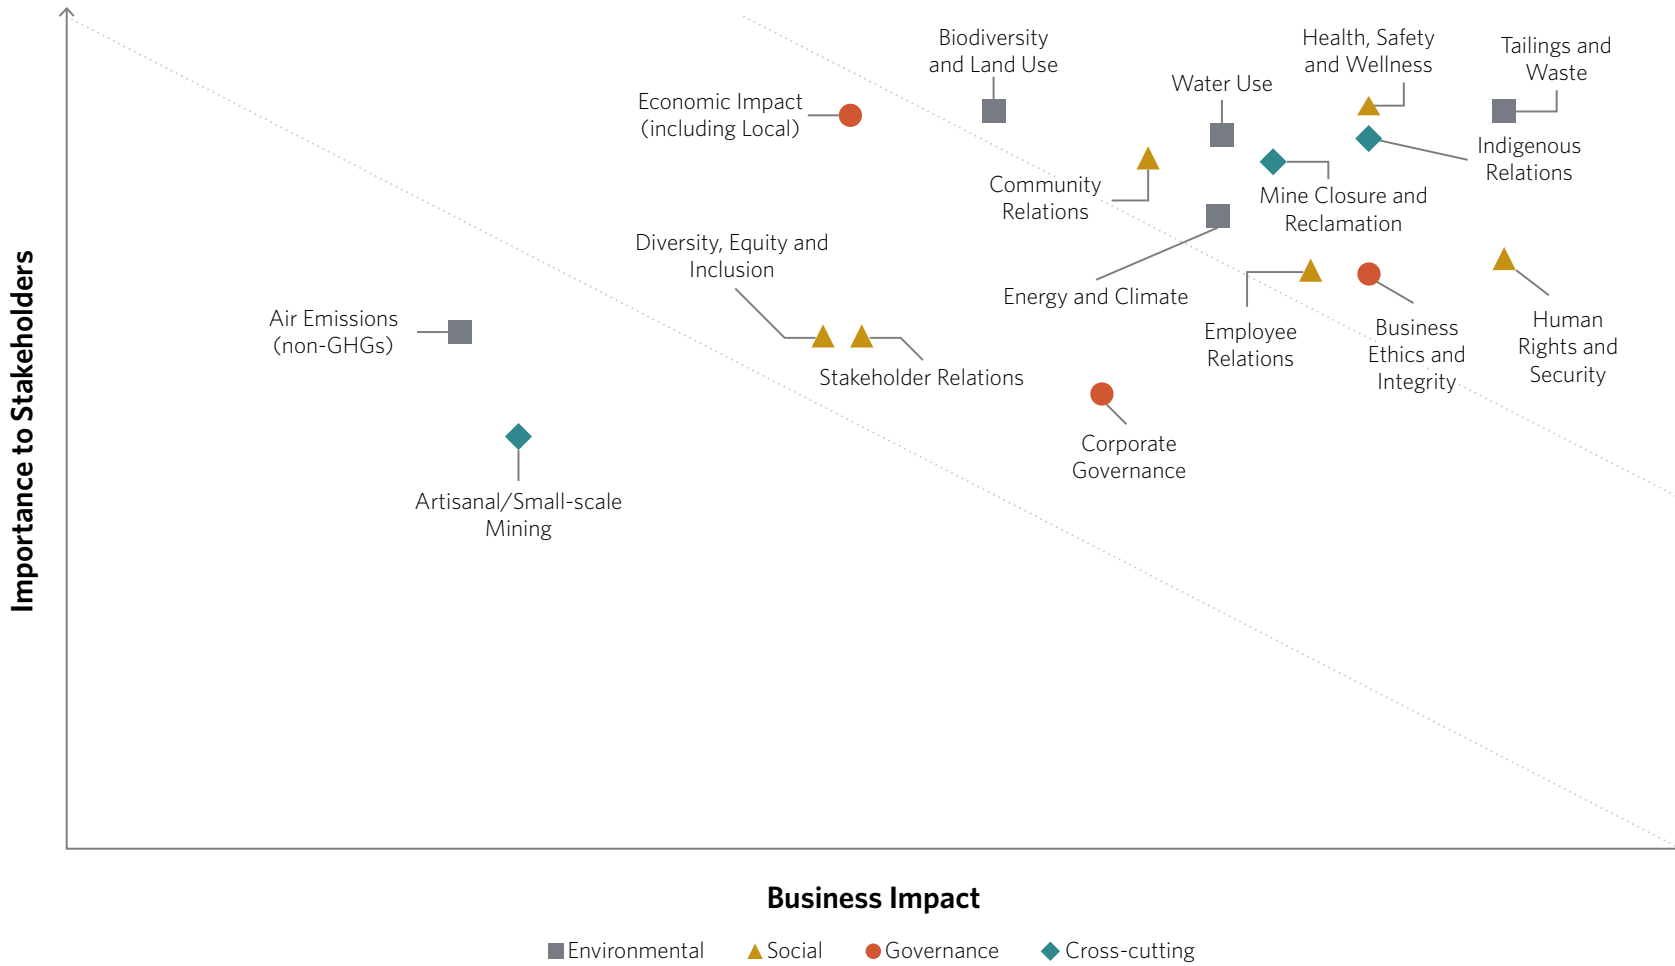 Biodiversity
and Land Use
Health, Safety
and Wellness
Tailings and
Waste
Water Use
Economic Impact
(including Local)
Indigenous
Relations
Community
Relations
Mine Closure and
Reclamation
Diversity, Equity and
Inclusion
Energy and Climate
Air Emissions
(non-GHGs)
Employee
Relations
Business
Ethics and
Integrity
Human
Rights and
Security
Stakeholder Relations
Corporate
Governance
Artisanal/Small-scale
Mining
Importance to Stakeholders
Business Impact
Environmental
Social
Governance
Cross-cutting